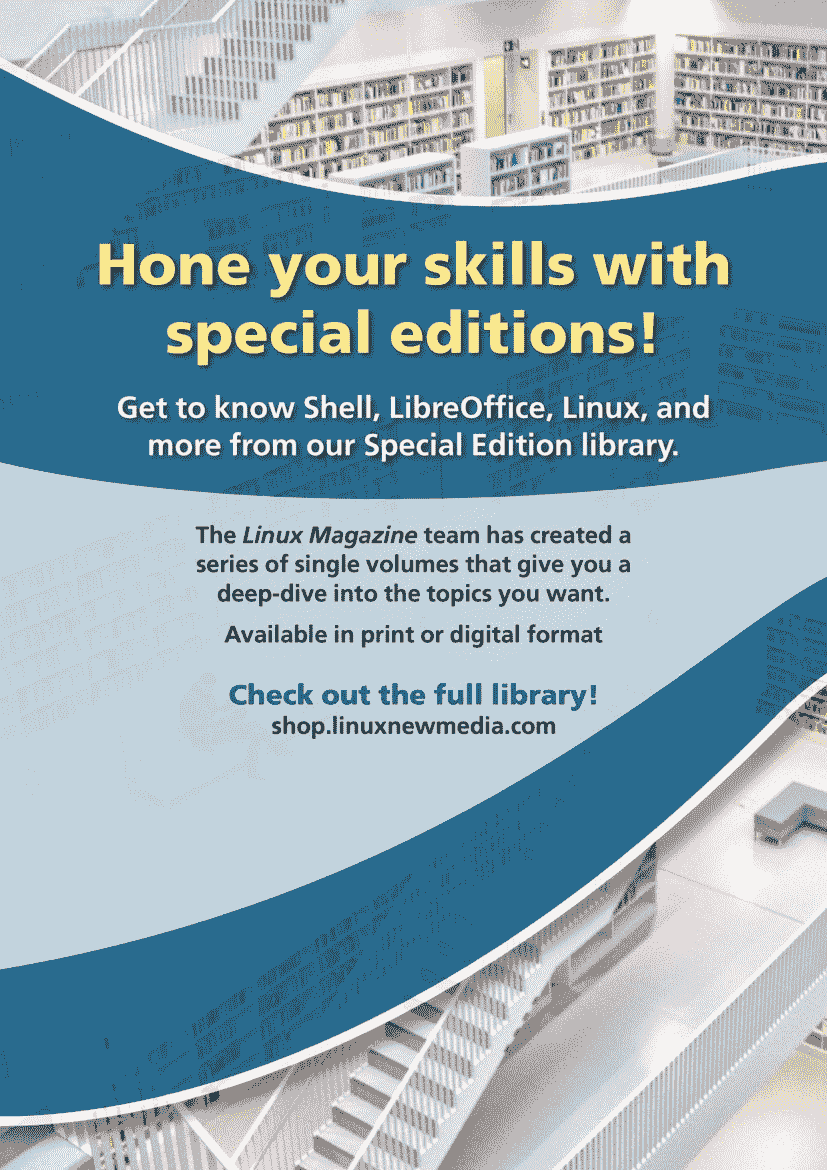 Hone your skills with
special editions!
Get to know Shell, LibreOffice, Linux, and
more from our Special Edition library.
The Linux Magazine team has created a
series of single volumes that give you a
deep-dive into the topics you want.
Available in print or digital format
Check out the full library!
shop.linuxnewmedia.com